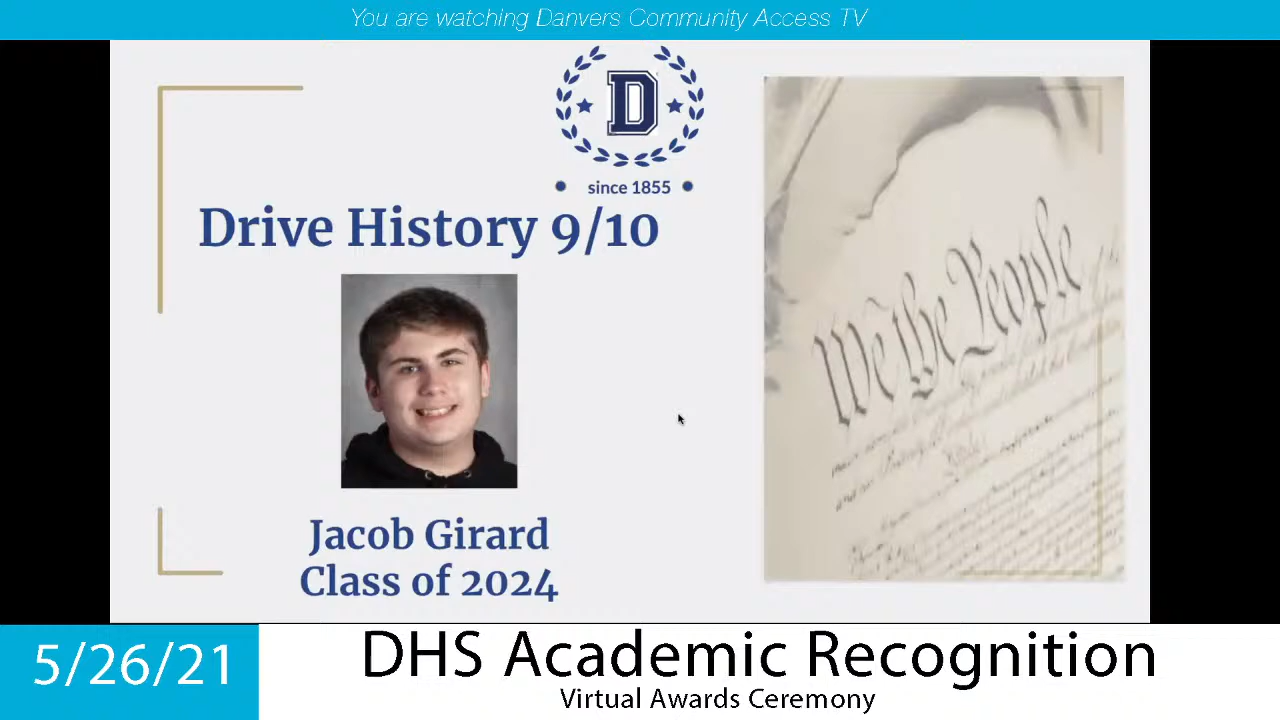 You are watching Danvers Community Access TV
D
since 1855
Drive History 9/10
We the People
Jacob Girard
Class of 2024
5/26/21
DHS Academic Recognition
Virtual Awards Ceremony